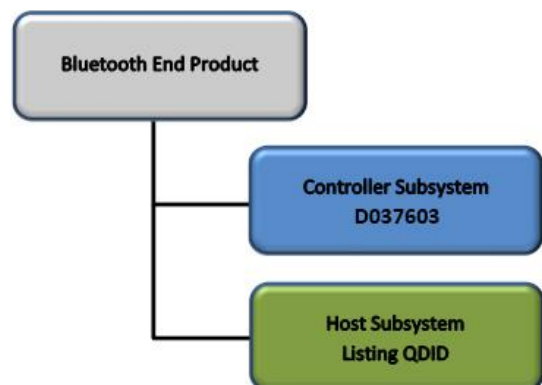 Bluetooth End Product
Controller Subsystem
D037603
Host Subsystem
Listing QDID